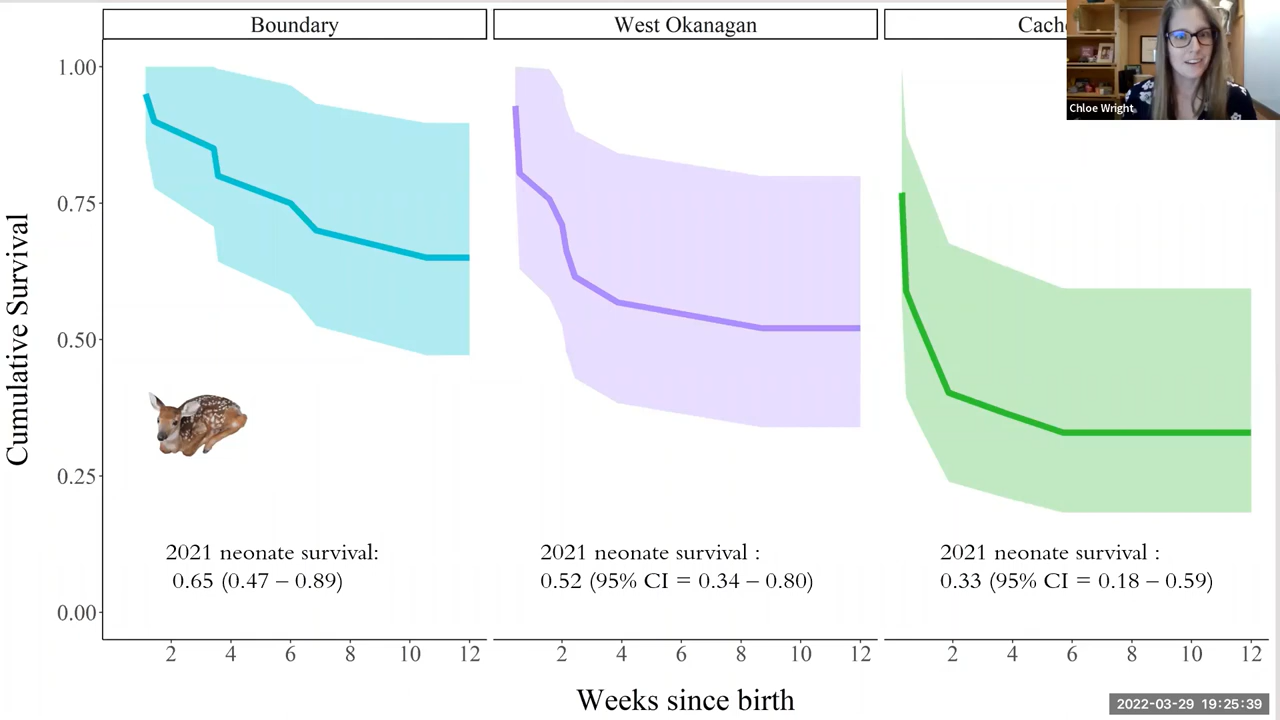 Boundary
West Okanagan
Chloe Wright
Cumulative Survival
1.00
0.75
0.50
0.25
0.00
2021 neonate survival:
0.65 (0.47 – 0.89)
2021 neonate survival :
0.52 (95% CI = 0.34 – 0.80)
2021 neonate survival :
0.33 (95% CI = 0.18 – 0.59)
2 4 6 8 10 12
2 4 6 8 10 12
2 4 6 8 10 12
Weeks since birth
2022-03-29 19:25:39